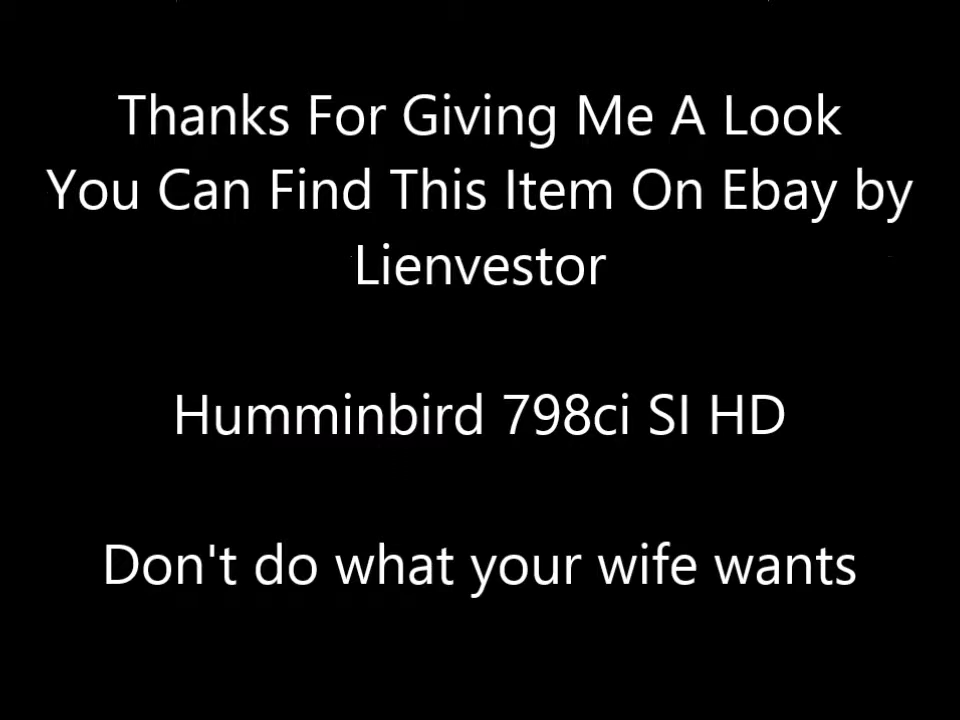 Thanks For Giving Me A Look
You Can Find This Item On Ebay by
Lienvestor
Humminbird 798ci SI HD
Don't do what your wife wants